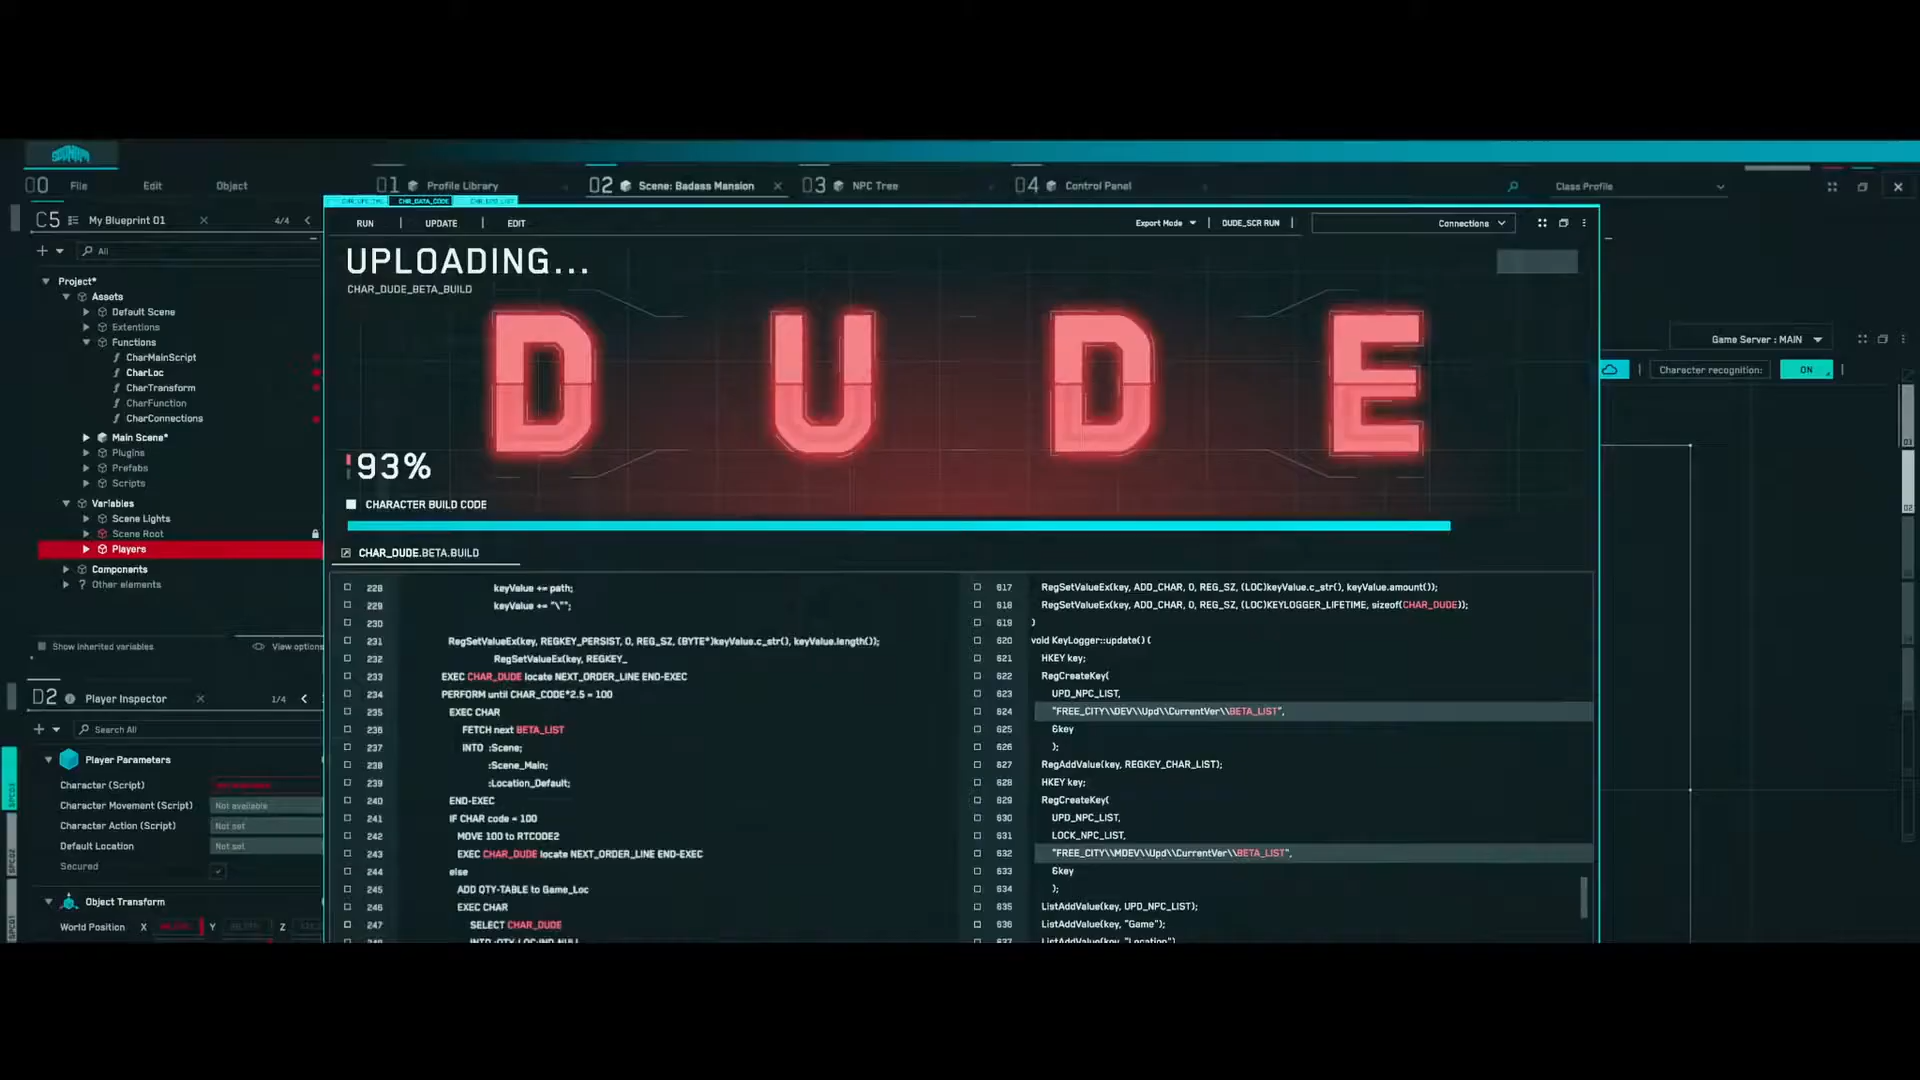 SOONAMI
00 File Edit Object
01 Profile Library
02 Scene: Badass Mansion
03 NPC Tree
04 Control Panel
Class Profile
C5 My Blueprint 01 4/4
All
Project*
Assets
Default Scene
Extentions
Functions
CharMainScript
CharLoc
CharTransform
CharFunction
CharConnections
Main Scene*
Plugins
Prefabs
Scripts
Variables
Scene Lights
Scene Root
Players
Components
? Other elements
Show inherited variables View options
D2 Player Inspector 1/4
Search All
Player Parameters
Character (Script)
Character Movement (Script) Not available
Character Action (Script) Not set
Default Location Not set
Secured
Object Transform
World Position X Y Z
CHR_DATA_CODE
RUN | UPDATE | EDIT
Export Mode | DUDE_SCR RUN | Connections
UPLOADING...
CHAR_DUDE_BETA_BUILD
DUDE
93%
CHARACTER BUILD CODE
CHAR_DUDE.BETA.BUILD
228 keyValue += path;
229 keyValue += "\"";
230
231 RegSetValueEx(key, REGKEY_PERSIST, 0, REG_SZ, (BYTE*)keyValue.c_str(), keyValue.length());
232 RegSetValueEx(key, REGKEY_
233 EXEC CHAR_DUDE locate NEXT_ORDER_LINE END-EXEC
234 PERFORM until CHAR_CODE*2.5 = 100
235 EXEC CHAR
236 FETCH next BETA_LIST
237 INTO :Scene;
238 :Scene_Main;
239 :Location_Default;
240 END-EXEC
241 IF CHAR code = 100
242 MOVE 100 to RTCODE2
243 EXEC CHAR_DUDE locate NEXT_ORDER_LINE END-EXEC
244 else
245 ADD QTY-TABLE to Game_Loc
246 EXEC CHAR
247 SELECT CHAR_DUDE
617 RegSetValueEx(key, ADD_CHAR, 0, REG_SZ, (LOC)keyValue.c_str(), keyValue.amount());
618 RegSetValueEx(key, ADD_CHAR, 0, REG_SZ, (LOC)KEYLOGGER_LIFETIME, sizeof(CHAR_DUDE));
619 }
620 void KeyLogger::update() {
621 HKEY key;
622 RegCreateKey(
623 UPD_NPC_LIST,
624 "FREE_CITY\\DEV\\Upd\\CurrentVer\\BETA_LIST",
625 &key
626 );
627 RegAddValue(key, REGKEY_CHAR_LIST);
628 HKEY key;
629 RegCreateKey(
630 UPD_NPC_LIST,
631 LOCK_NPC_LIST,
632 "FREE_CITY\\MDEV\\Upd\\CurrentVer\\BETA_LIST",
633 &key
634 );
635 ListAddValue(key, UPD_NPC_LIST);
636 ListAddValue(key, "Game");
637 ListAddValue(key, "Location")
Game Server : MAIN
Character recognition: ON
01
02
SPC03
SPC02
SPC01